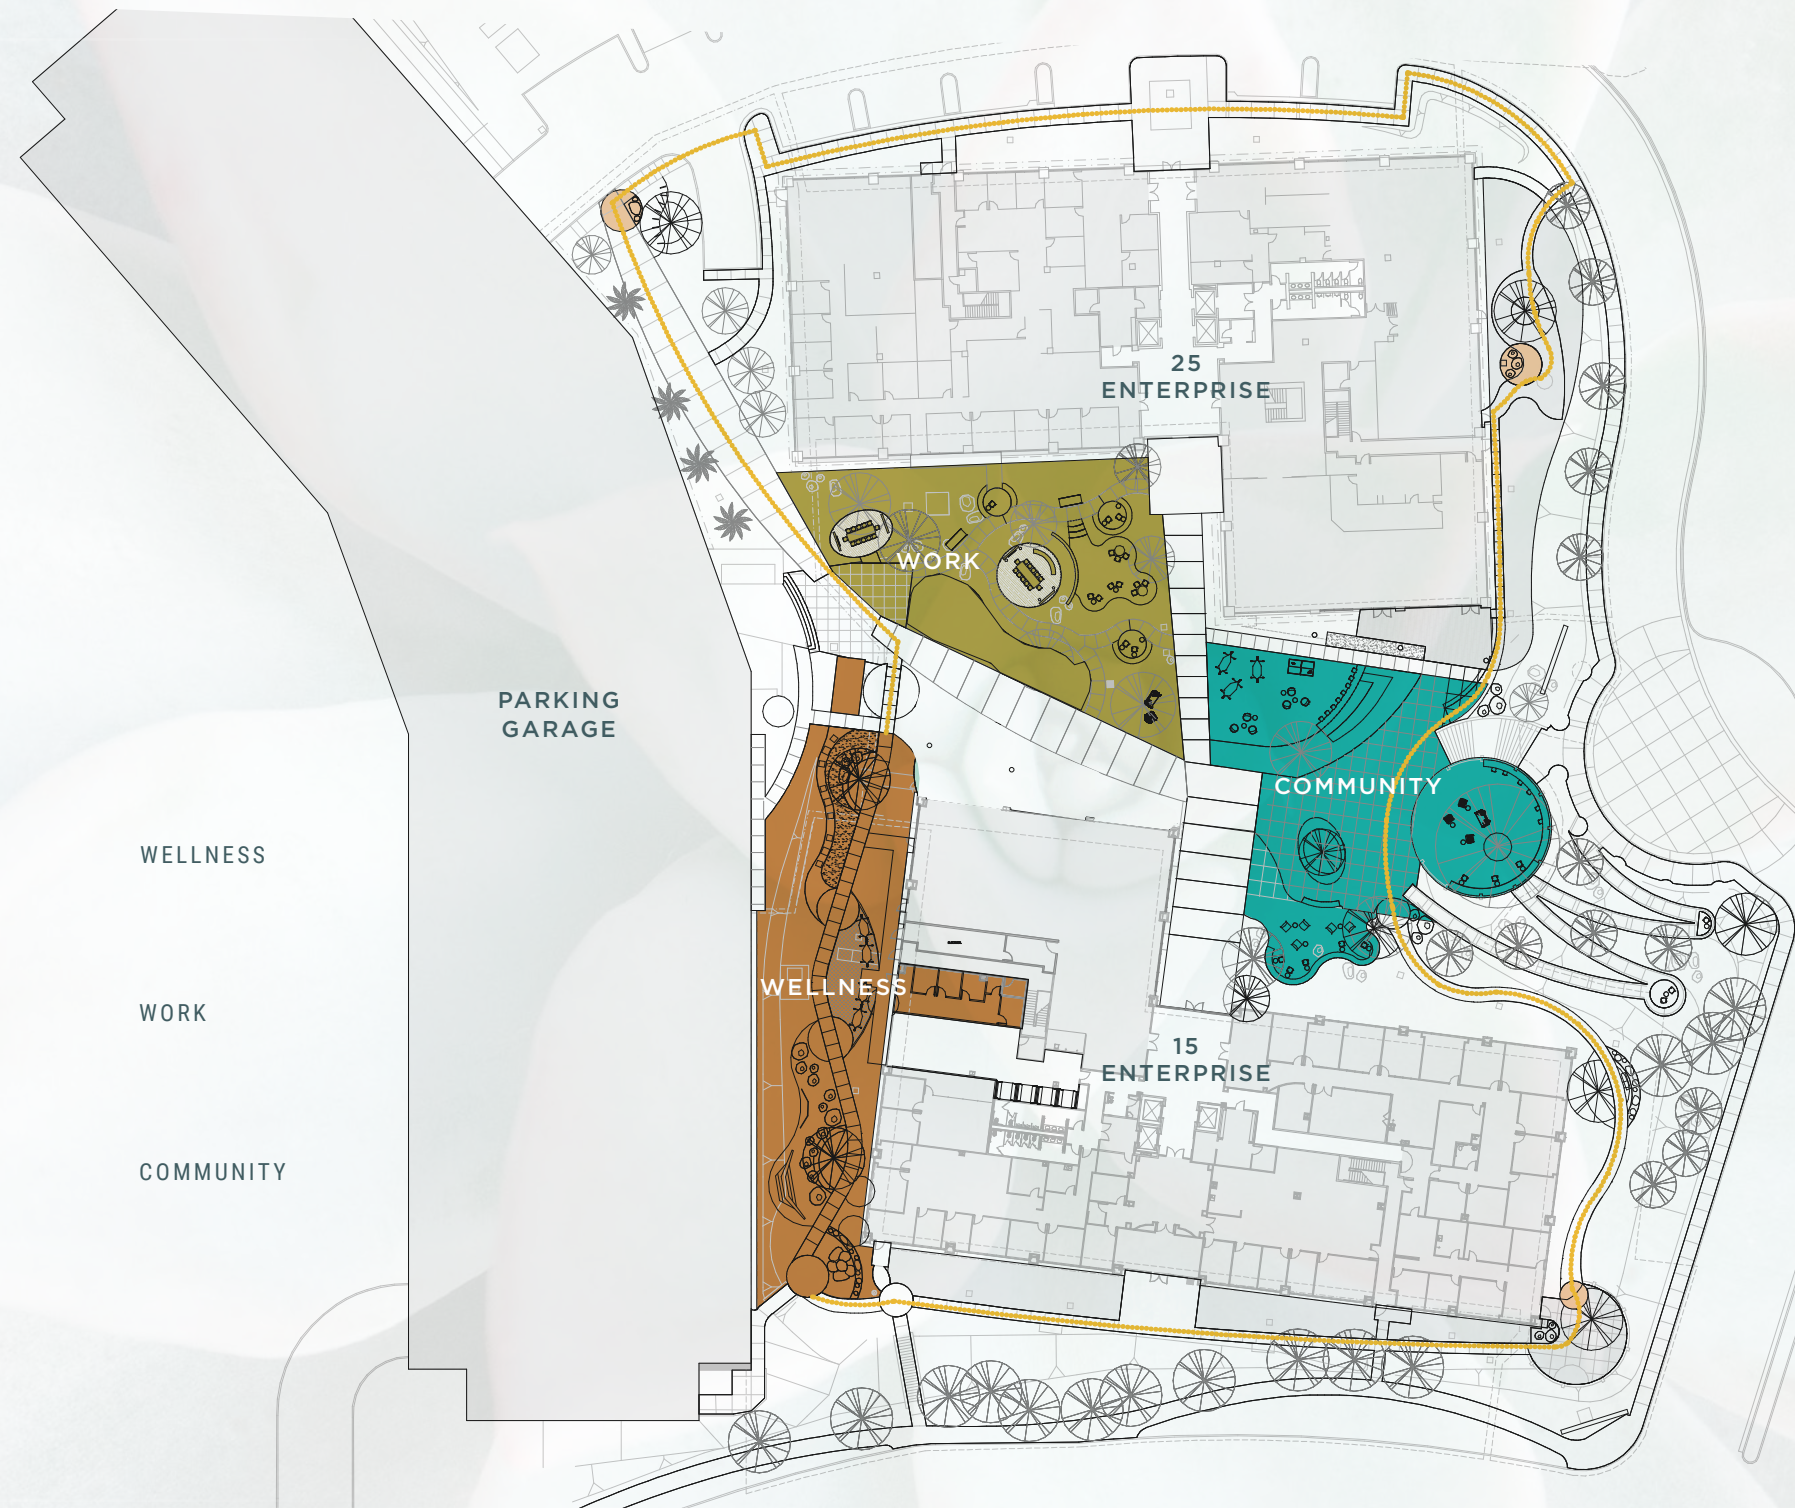 25
ENTERPRISE
WORK
PARKING
GARAGE
COMMUNITY
WELLNESS
WELLNESS
WORK
15
ENTERPRISE
COMMUNITY